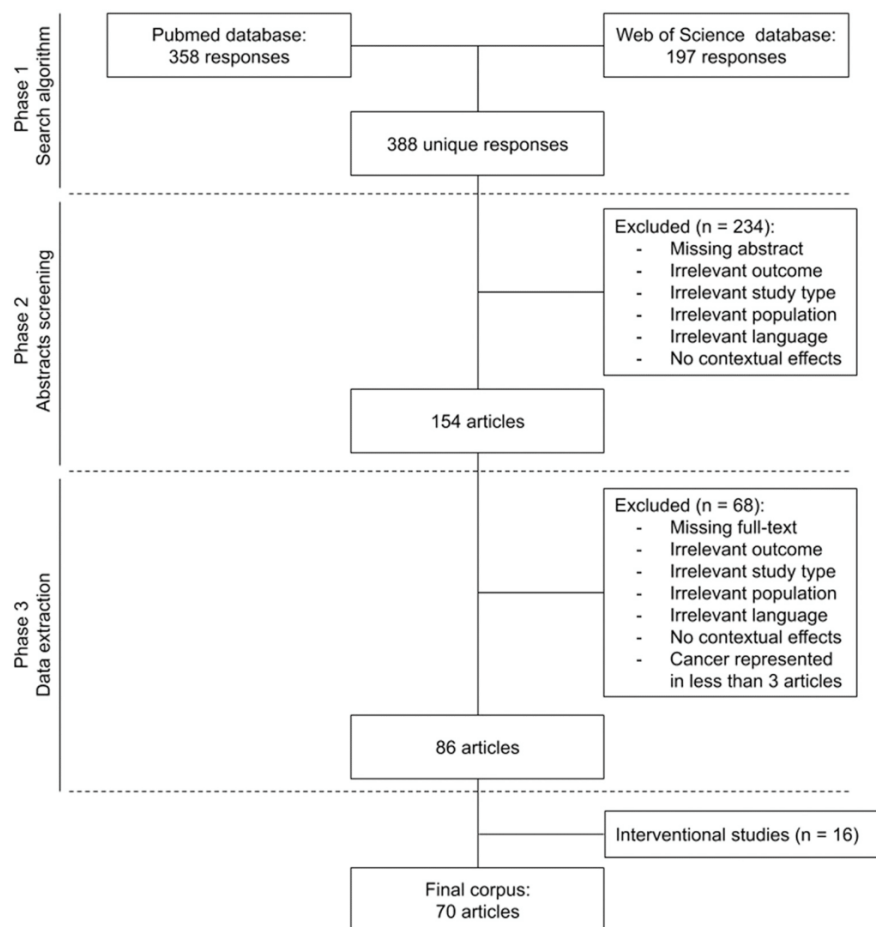 Phase 1
Search algorithm
Pubmed database:
358 responses
Web of Science database:
197 responses
388 unique responses
Phase 2
Abstracts screening
Excluded (n = 234):
- Missing abstract
- Irrelevant outcome
- Irrelevant study type
- Irrelevant population
- Irrelevant language
- No contextual effects
154 articles
Phase 3
Data extraction
Excluded (n = 68):
- Missing full-text
- Irrelevant outcome
- Irrelevant study type
- Irrelevant population
- Irrelevant language
- No contextual effects
- Cancer represented
in less than 3 articles
86 articles
Interventional studies (n = 16)
Final corpus:
70 articles